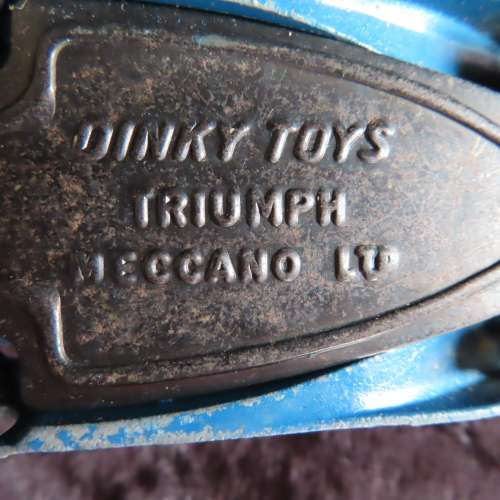 DINKY TOYS
TRIUMPH
MECCANO LTD